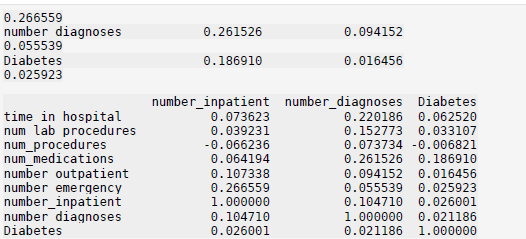 0.266559
number diagnoses 0.261526 0.094152
0.055539
Diabetes 0.186910 0.016456
0.025923
number_inpatient number_diagnoses Diabetes
time in hospital 0.073623 0.220186 0.062520
num lab procedures 0.039231 0.152773 0.033107
num_procedures -0.066236 0.073734 -0.006821
num_medications 0.064194 0.261526 0.186910
number outpatient 0.107338 0.094152 0.016456
number emergency 0.266559 0.055539 0.025923
number_inpatient 1.000000 0.104710 0.026001
number diagnoses 0.104710 1.000000 0.021186
Diabetes 0.026001 0.021186 1.000000